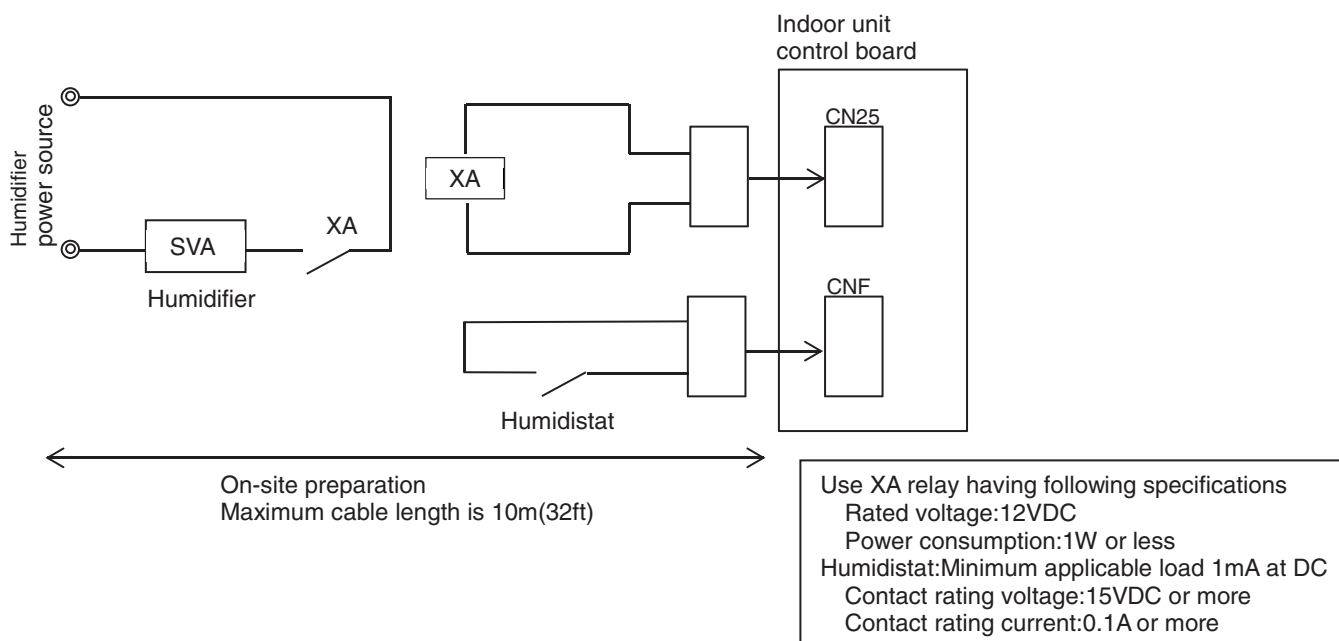 Indoor unit
control board
Humidifier
power source
CN25
XA
XA
SVA
Humidifier
CNF
Humidistat
On-site preparation
Maximum cable length is 10m(32ft)
Use XA relay having following specifications
Rated voltage:12VDC
Power consumption:1W or less
Humidistat:Minimum applicable load 1mA at DC
Contact rating voltage:15VDC or more
Contact rating current:0.1A or more